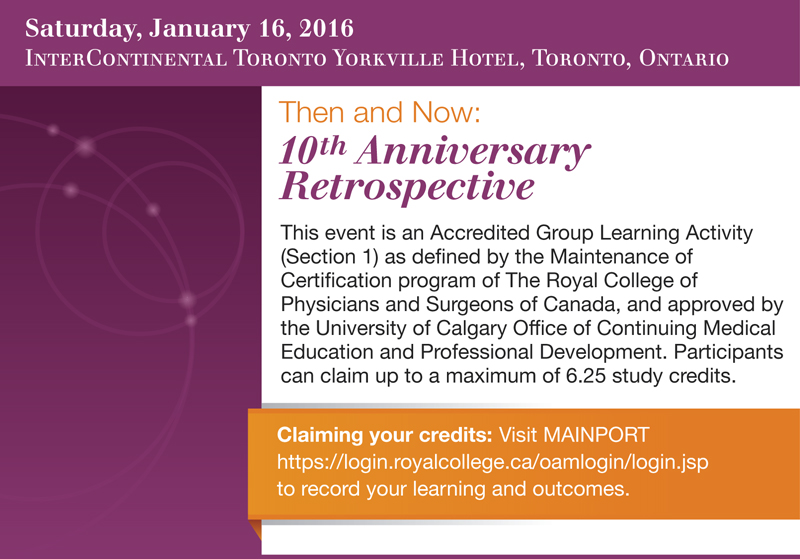 Saturday, January 16, 2016
InterContinental Toronto Yorkville Hotel, Toronto, Ontario
Then and Now:
10th Anniversary
Retrospective
This event is an Accredited Group Learning Activity
(Section 1) as defined by the Maintenance of
Certification program of The Royal College of
Physicians and Surgeons of Canada, and approved by
the University of Calgary Office of Continuing Medical
Education and Professional Development. Participants
can claim up to a maximum of 6.25 study credits.
Claiming your credits: Visit MAINPORT
https://login.royalcollege.ca/oamlogin/login.jsp
to record your learning and outcomes.